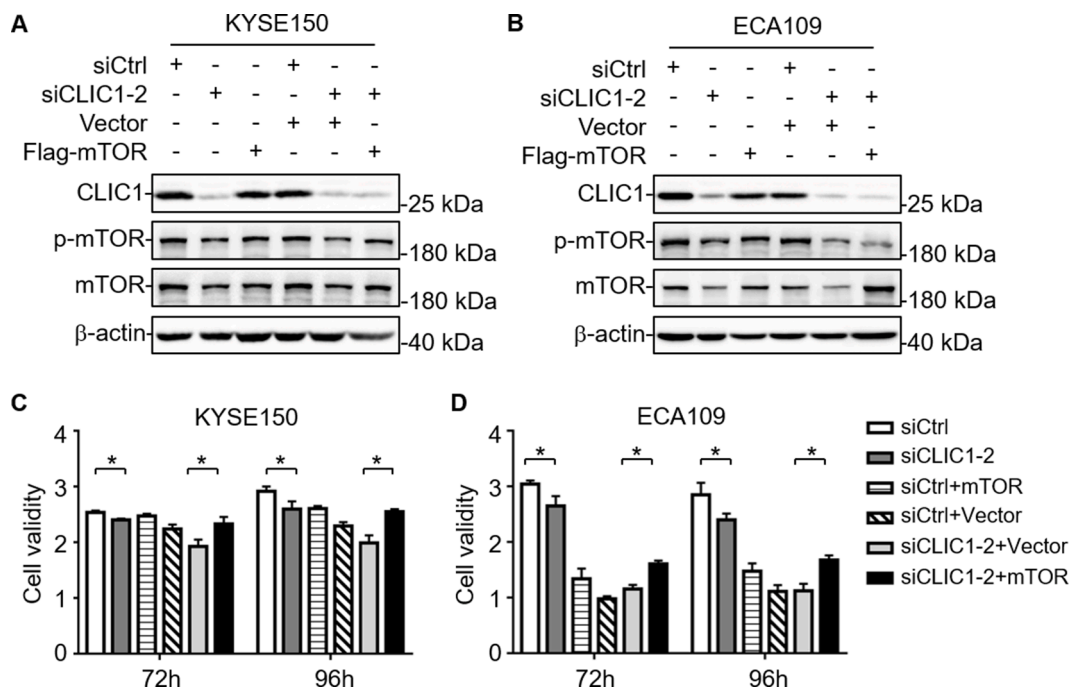 A
KYSE150
siCtrl + - - + - -
siCLIC1-2 - + - - + +
Vector - - - + + -
Flag-mTOR - - + - - +
CLIC1 -25 kDa
p-mTOR -180 kDa
mTOR -180 kDa
β-actin -40 kDa
B
ECA109
siCtrl + - - + - -
siCLIC1-2 - + - - + +
Vector - - - + + -
Flag-mTOR - - + - - +
CLIC1 -25 kDa
p-mTOR -180 kDa
mTOR -180 kDa
β-actin -40 kDa
C
KYSE150
Cell validity
4
3
2
1
0
* * * *
72h 96h
D
ECA109
Cell validity
4
3
2
1
0
* * * *
72h 96h
siCtrl
siCLIC1-2
siCtrl+mTOR
siCtrl+Vector
siCLIC1-2+Vector
siCLIC1-2+mTOR